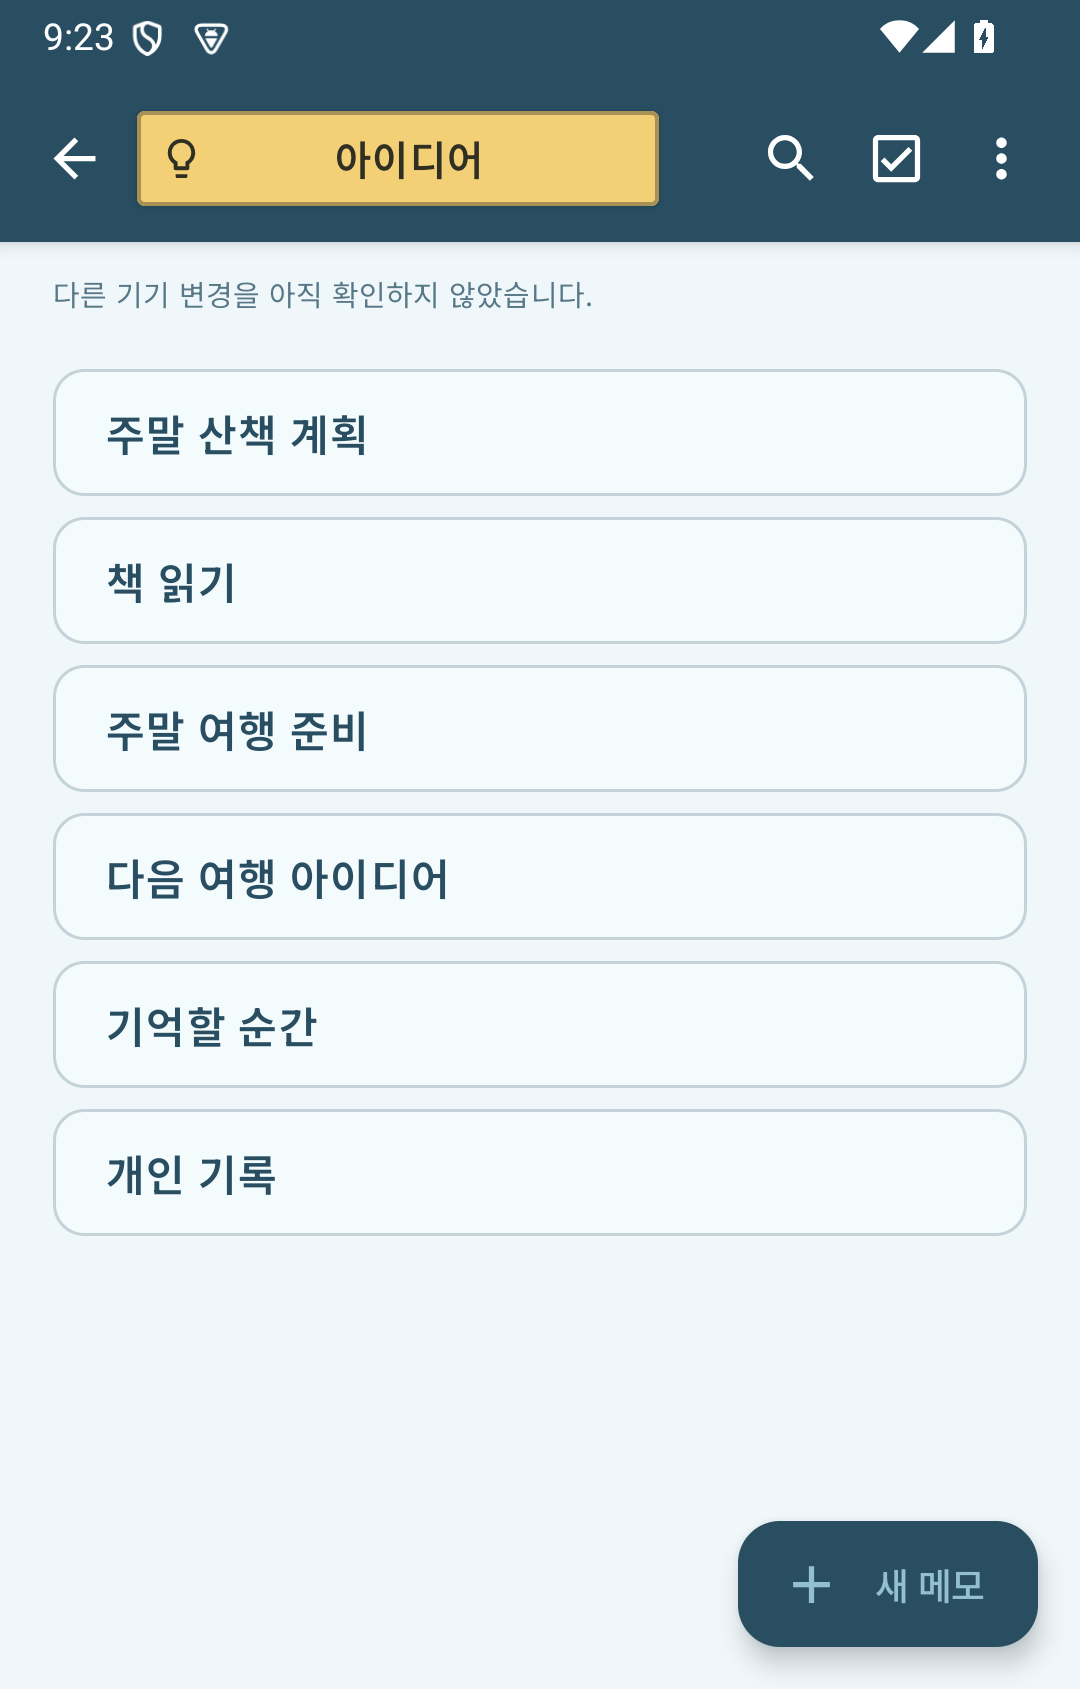 9:23
아이디어
다른 기기 변경을 아직 확인하지 않았습니다.
주말 산책 계획
책 읽기
주말 여행 준비
다음 여행 아이디어
기억할 순간
개인 기록
새 메모